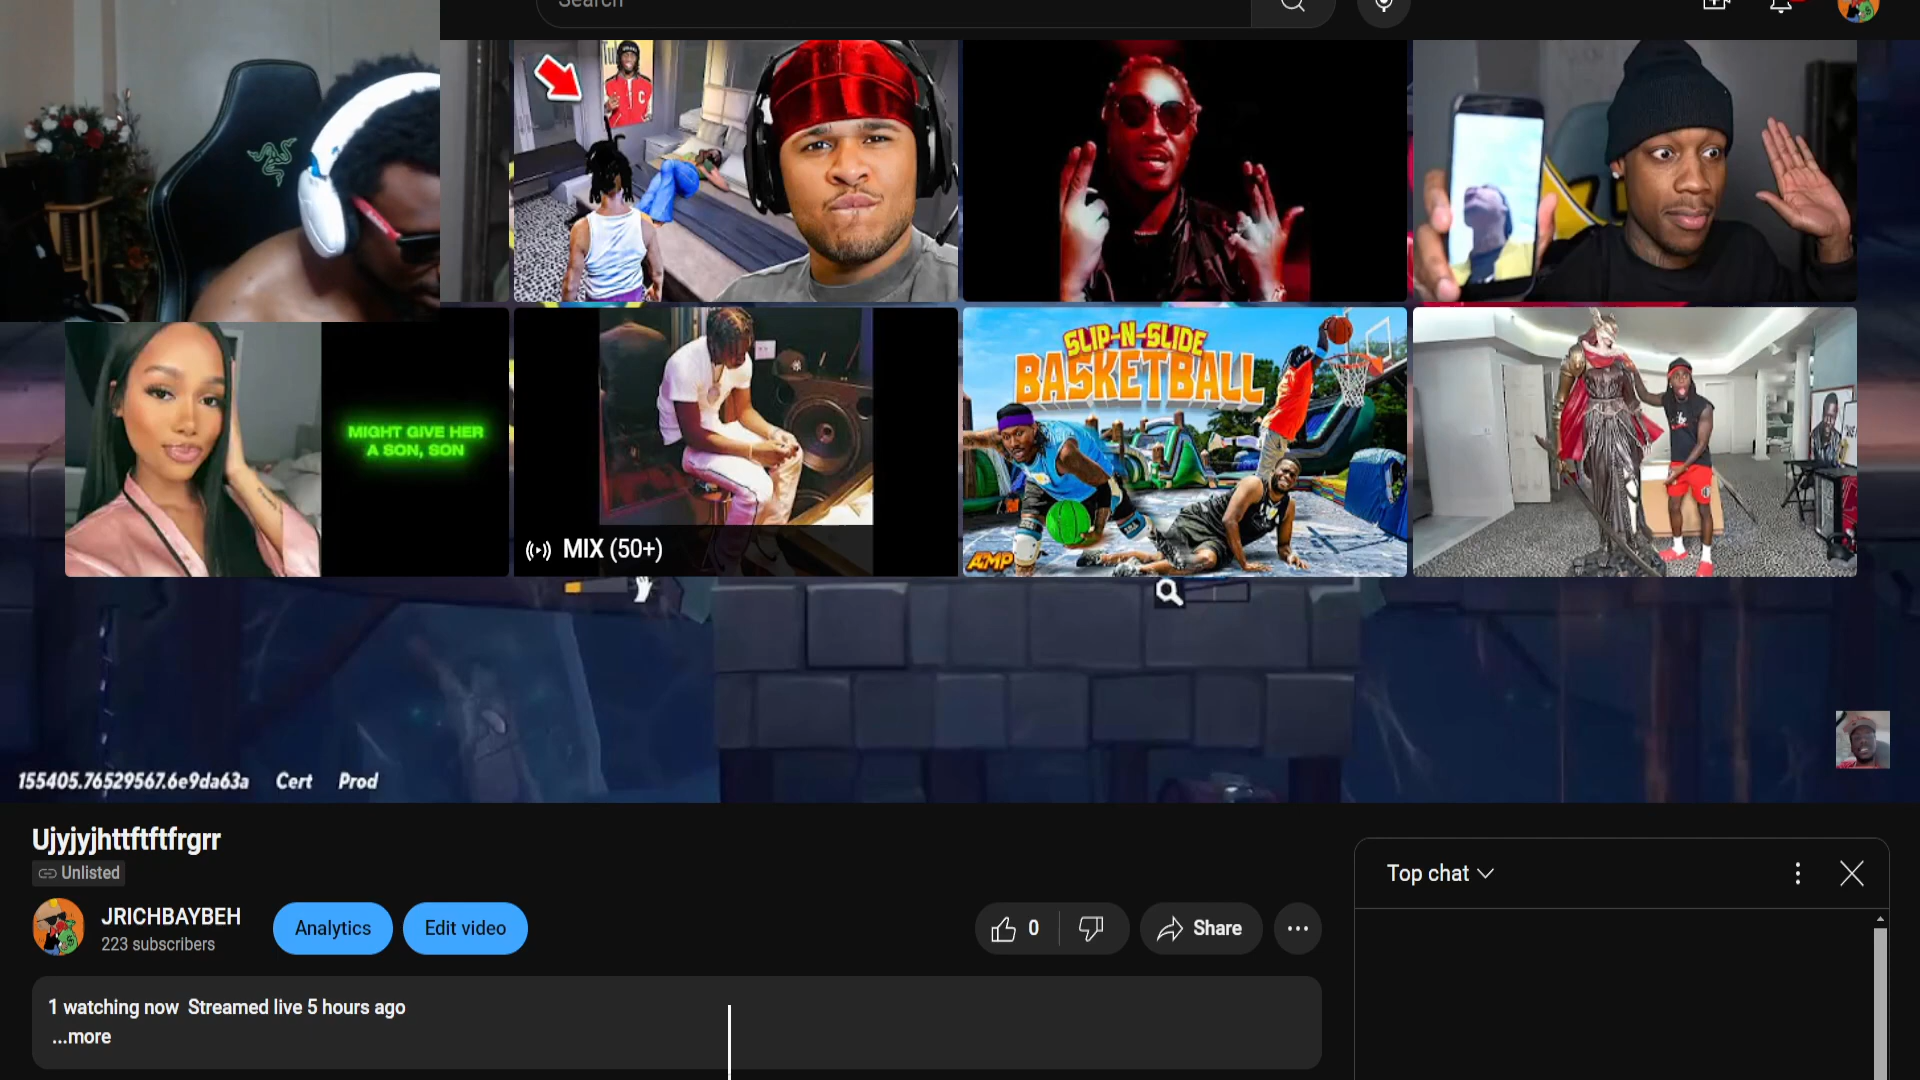 Search
C
MIGHT GIVE HER
A SON, SON
MIX (50+)
SLIP-N-SLIDE
BASKETBALL
AMP
155405.76529567.6e9da63a Cert Prod
Ujyjyjhttftftfrgrr
Unlisted
JRICHBAYBEH
223 subscribers
Analytics
Edit video
0
Share
1 watching now Streamed live 5 hours ago
...more
Top chat